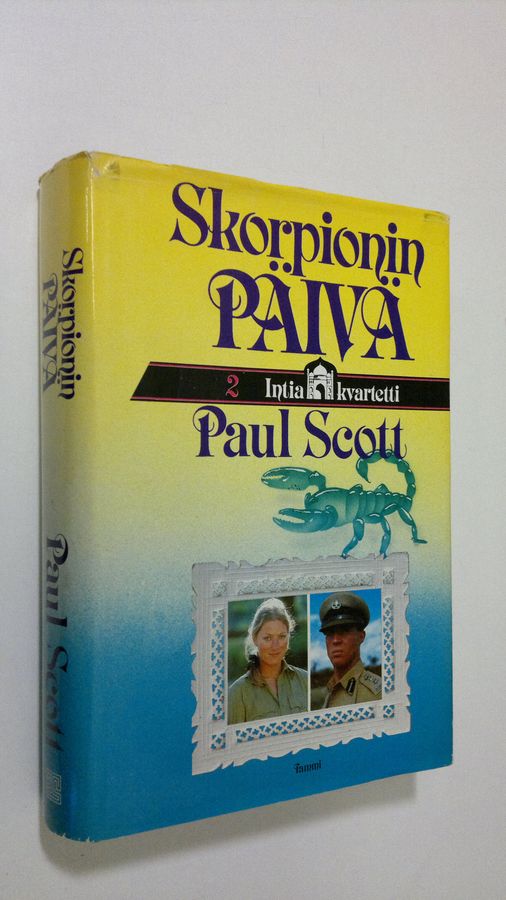 Skorpionin
PÄIVÄ
2 Intia kvartetti
Paul Scott
Tammi
Skorpionin
PÄIVÄ
Paul Scott